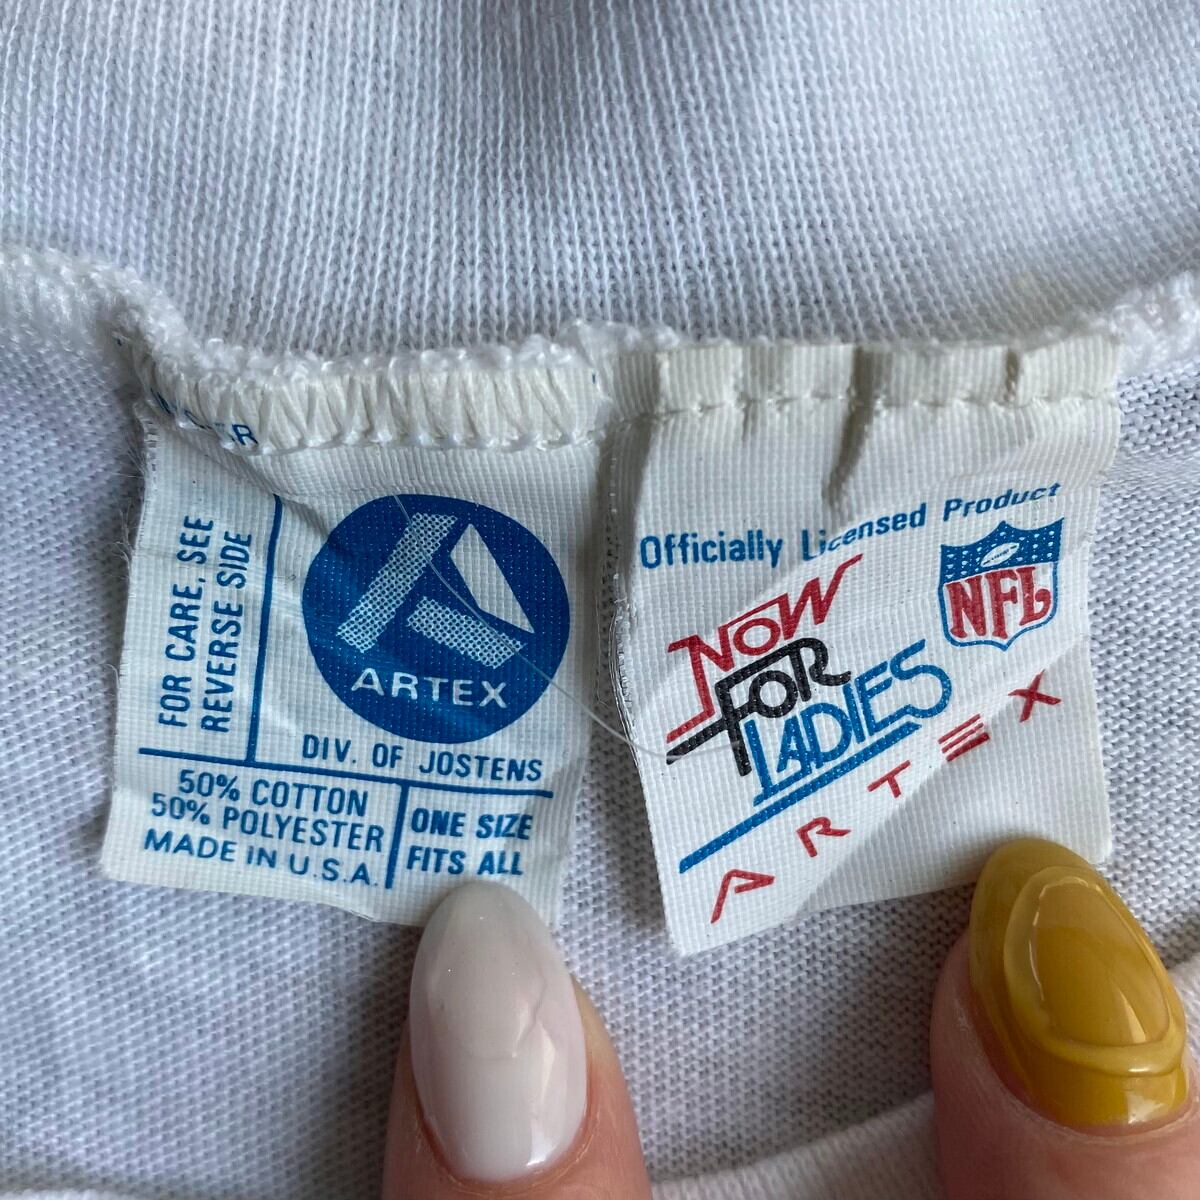 FOR CARE, SEE
REVERSE SIDE
ARTEX
DIV. OF JOSTENS
50% COTTON
50% POLYESTER
MADE IN U.S.A.
ONE SIZE
FITS ALL
Officially Licensed Product
NFL
NOW
FOR
LADIES
ARTEX